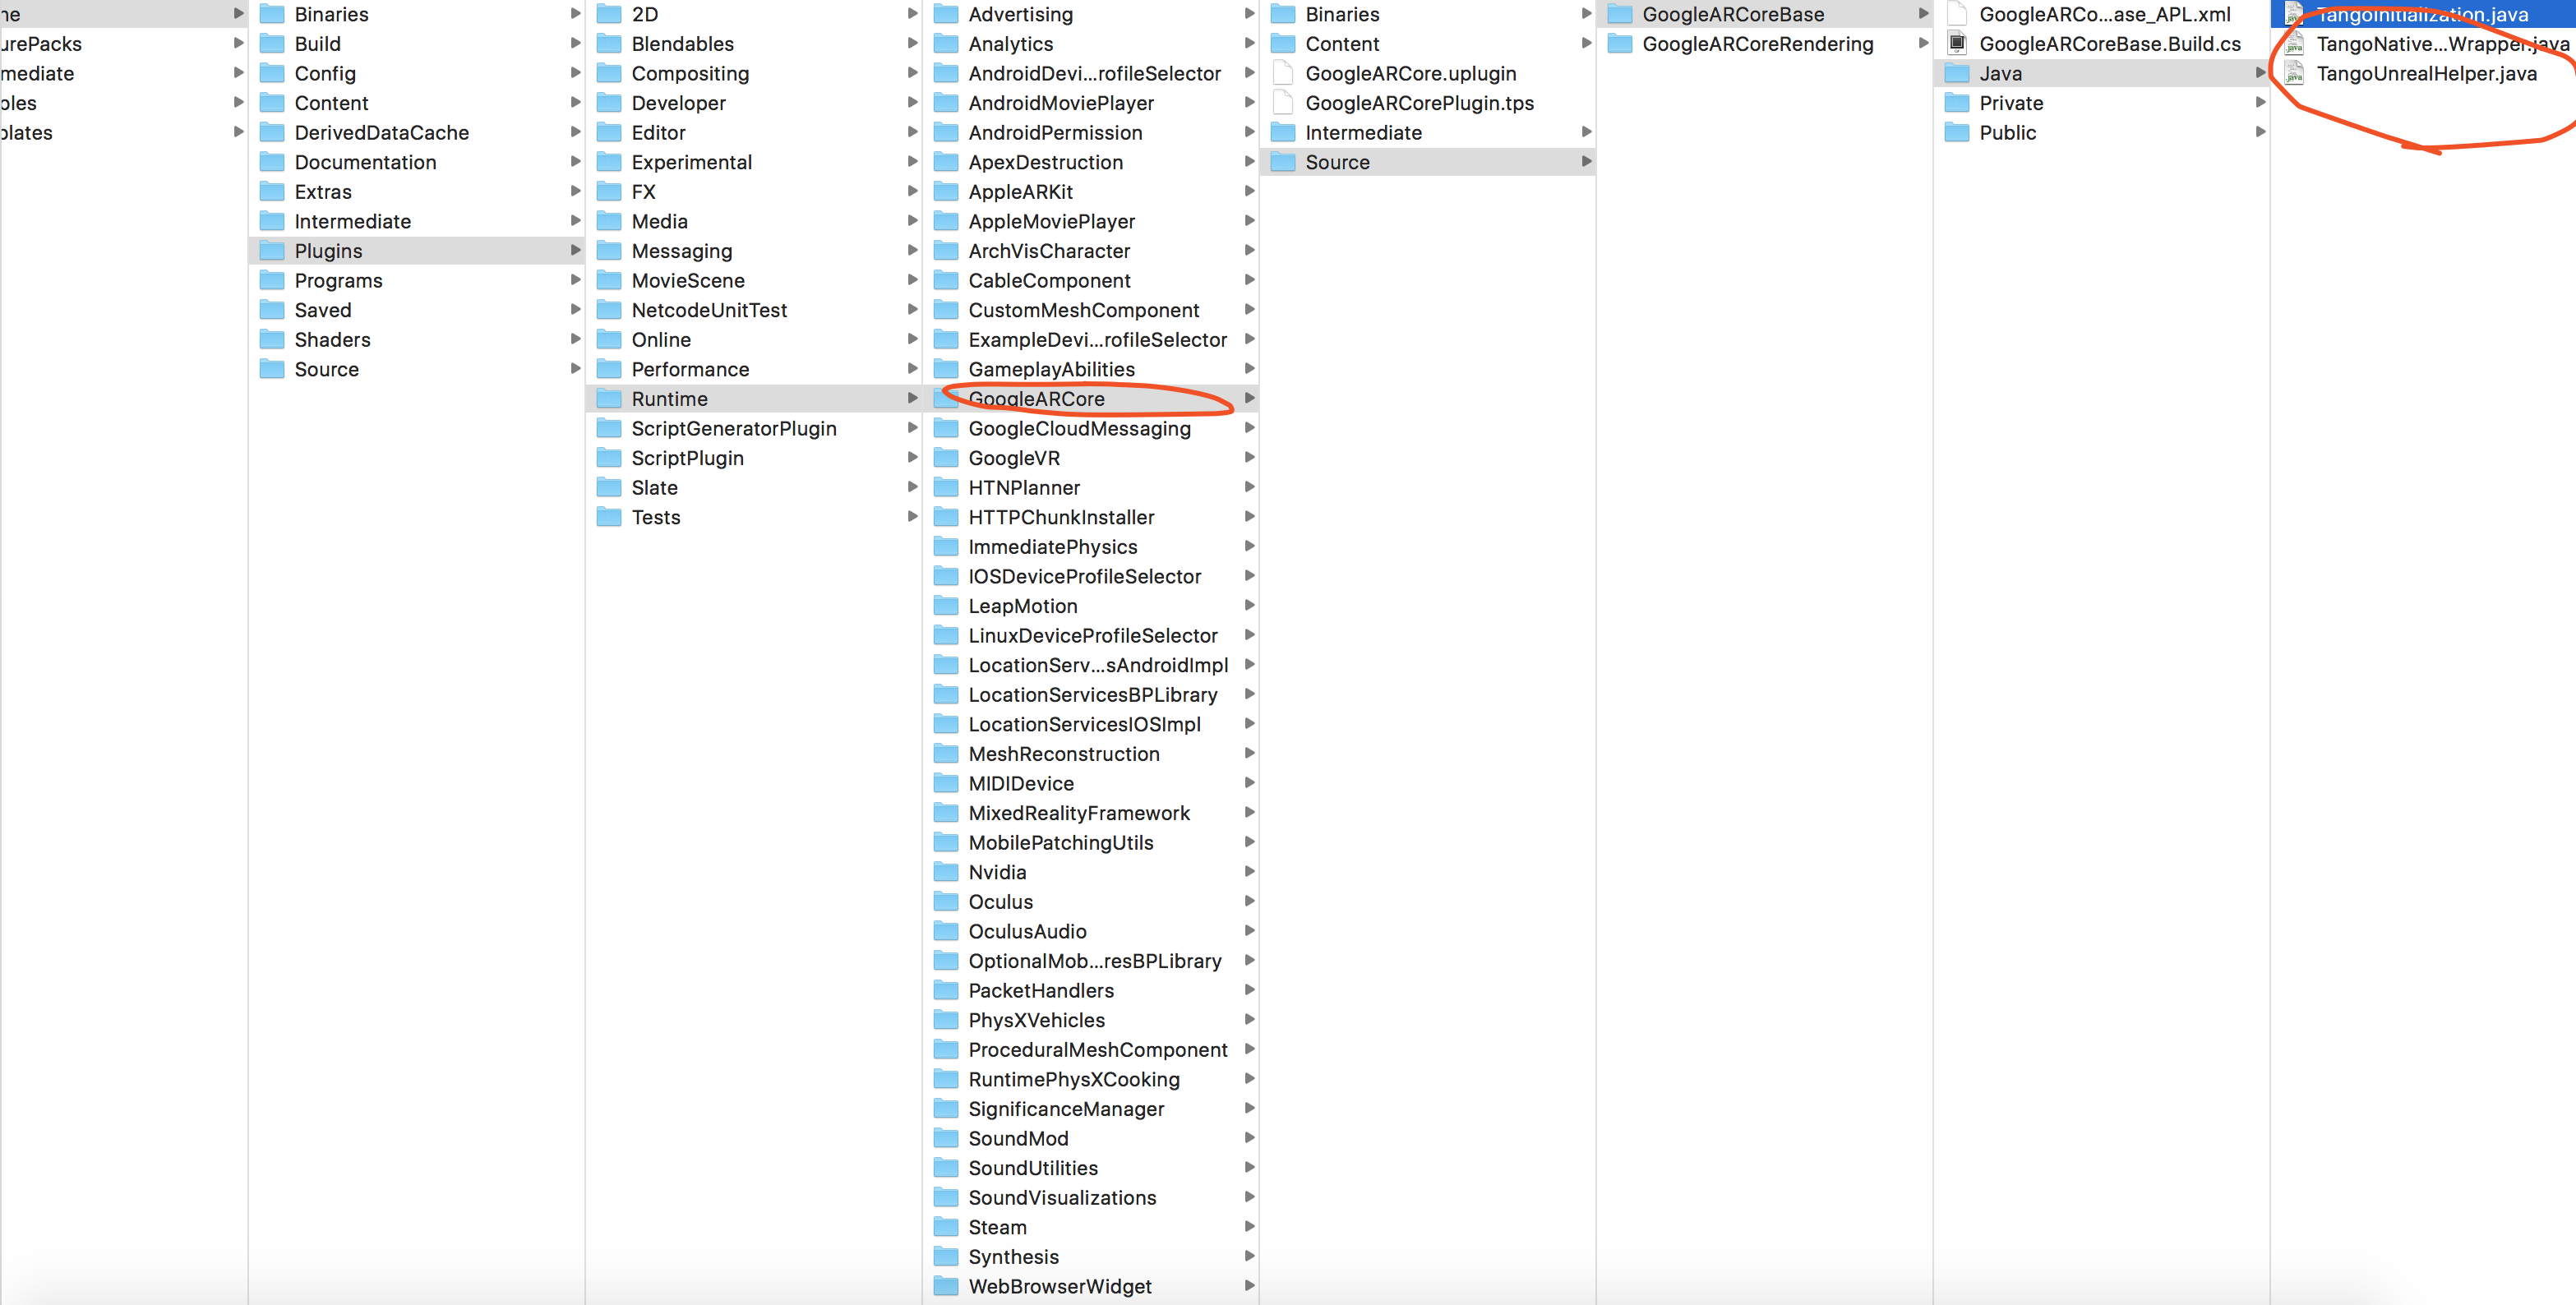 ne
urePacks
mediate
bles
plates
Binaries
Build
Config
Content
DerivedDataCache
Documentation
Extras
Intermediate
Plugins
Programs
Saved
Shaders
Source
2D
Blendables
Compositing
Developer
Editor
Experimental
FX
Media
Messaging
MovieScene
NetcodeUnitTest
Online
Performance
Runtime
ScriptGeneratorPlugin
ScriptPlugin
Slate
Tests
Advertising
Analytics
AndroidDevi...rofileSelector
AndroidMoviePlayer
AndroidPermission
ApexDestruction
AppleARKit
AppleMoviePlayer
ArchVisCharacter
CableComponent
CustomMeshComponent
ExampleDevi...rofileSelector
GameplayAbilities
GoogleARCore
GoogleCloudMessaging
GoogleVR
HTNPlanner
HTTPChunkInstaller
ImmediatePhysics
IOSDeviceProfileSelector
LeapMotion
LinuxDeviceProfileSelector
LocationServ...sAndroidImpl
LocationServicesBPLibrary
LocationServicesIOSImpl
MeshReconstruction
MIDIDevice
MixedRealityFramework
MobilePatchingUtils
Nvidia
Oculus
OculusAudio
OptionalMob...resBPLibrary
PacketHandlers
PhysXVehicles
ProceduralMeshComponent
RuntimePhysXCooking
SignificanceManager
SoundMod
SoundUtilities
SoundVisualizations
Steam
Synthesis
WebBrowserWidget
Binaries
Content
GoogleARCore.uplugin
GoogleARCorePlugin.tps
Intermediate
Source
GoogleARCoreBase
GoogleARCoreRendering
GoogleARCo...ase_APL.xml
GoogleARCoreBase.Build.cs
Java
Private
Public
TangoInitialization.java
TangoNative...Wrapper.java
TangoUnrealHelper.java